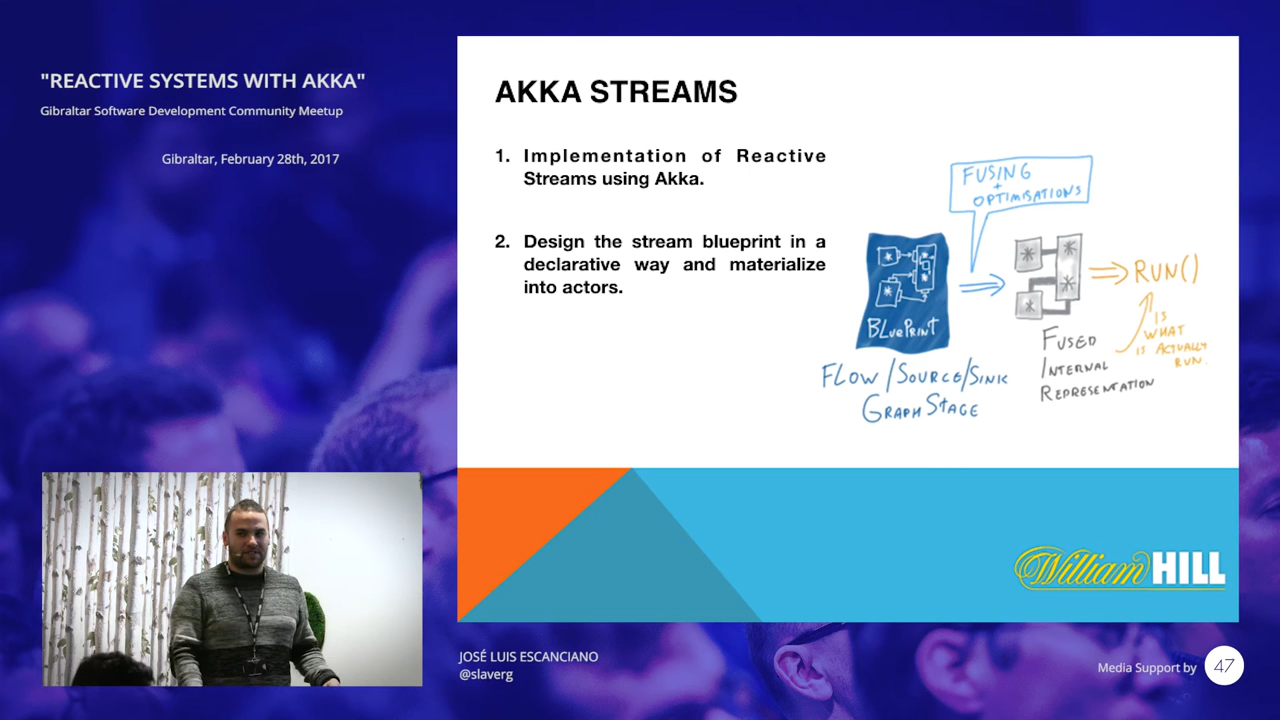 "REACTIVE SYSTEMS WITH AKKA"
Gibraltar Software Development Community Meetup
Gibraltar, February 28th, 2017
AKKA STREAMS
1. Implementation of Reactive
Streams using Akka.
2. Design the stream blueprint in a
declarative way and materialize
into actors.
FUSING
+
OPTIMISATIONS
BLUEPRINT
FLOW/SOURCE/SINK
GRAPH STAGE
FUSED
INTERNAL
REPRESENTATION
RUN()
IS
WHAT
IS ACTUALLY
RUN.
William HILL
JOSÉ LUIS ESCANCIANO
@slaverg
Media Support by 47